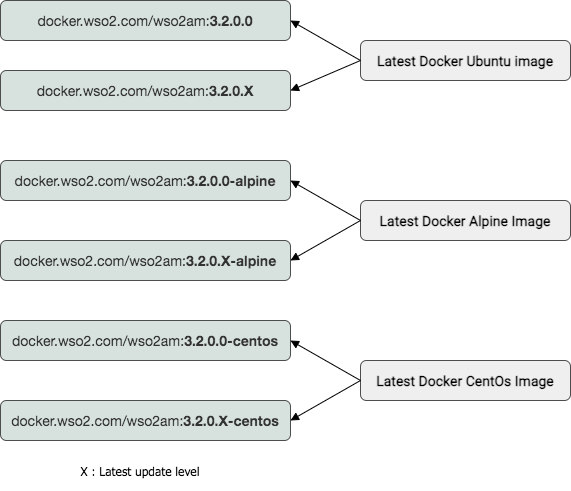 docker.wso2.com/wso2am:3.2.0.0
Latest Docker Ubuntu image
docker.wso2.com/wso2am:3.2.0.X
docker.wso2.com/wso2am:3.2.0.0-alpine
Latest Docker Alpine Image
docker.wso2.com/wso2am:3.2.0.X-alpine
docker.wso2.com/wso2am:3.2.0.0-centos
Latest Docker CentOs Image
docker.wso2.com/wso2am:3.2.0.X-centos
X : Latest update level